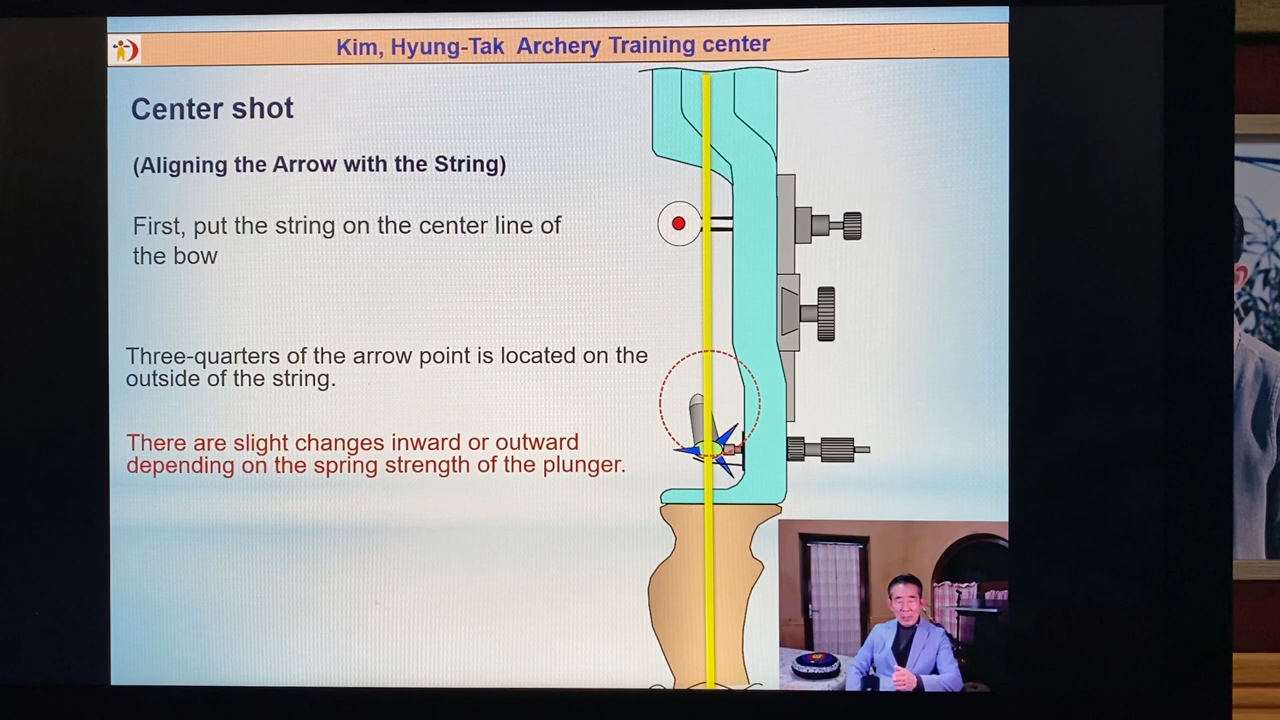 Kim, Hyung-Tak Archery Training center
Center shot
(Aligning the Arrow with the String)
First, put the string on the center line of
the bow
Three-quarters of the arrow point is located on the
outside of the string.
There are slight changes inward or outward
depending on the spring strength of the plunger.